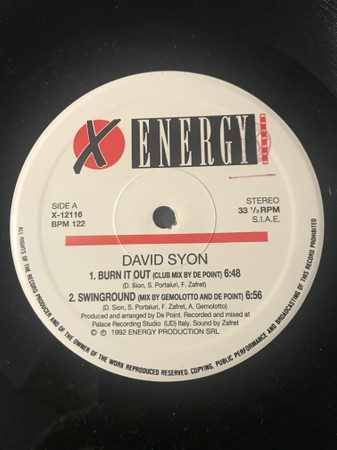 X ENERGY
SIDE A
X-12116
BPM 122
STEREO
33 1/3 RPM
S.I.A.E.
DAVID SYON
1. BURN IT OUT (CLUB MIX BY DE POINT) 6:48
(D. Sion, S. Portaluri, F. Zafret)
2. SWINGROUND (MIX BY GEMOLOTTO AND DE POINT) 6:56
(D. Sion, S. Portaluri, F. Zafret, A. Gemolotto)
Produced and arranged by De Point. Recorded and mixed at
Palace Recording Studio (UD) Italy. Sound by Zafret
© ℗ 1992 ENERGY PRODUCTION SRL
ALL RIGHTS OF THE RECORD PRODUCER AND OF THE OWNER OF THE WORK REPRODUCED RESERVED. COPYING, PUBLIC PERFORMANCE AND BROADCASTING OF THIS RECORD PROHIBITED